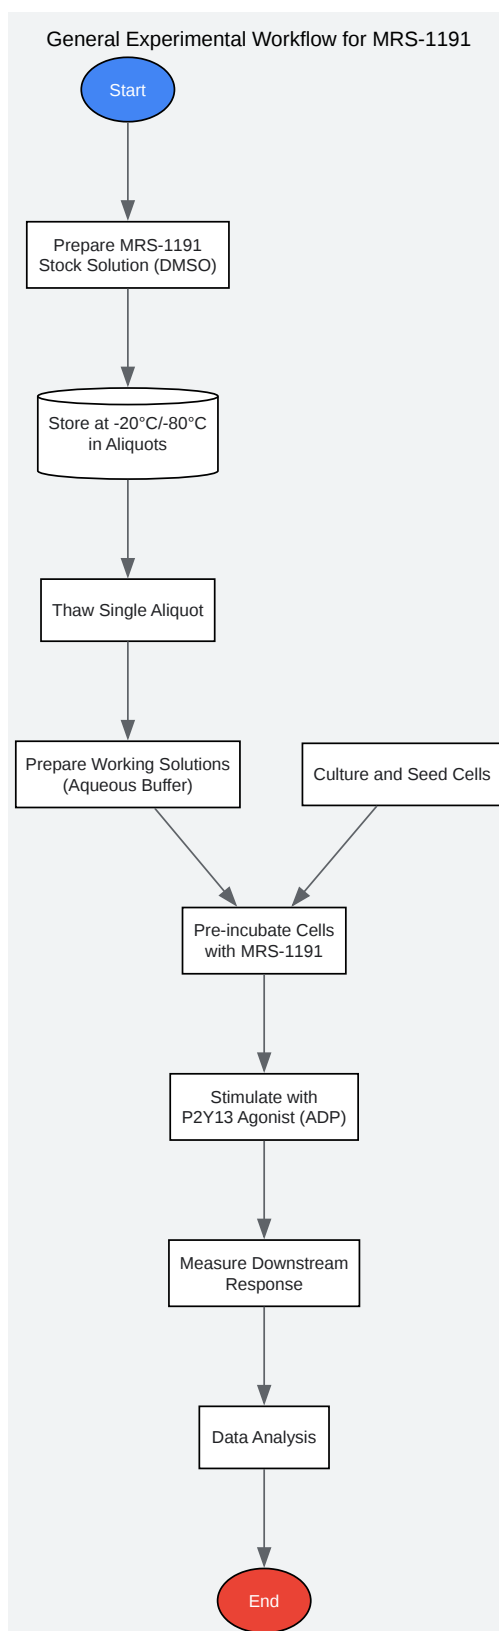 General Experimental Workflow for MRS-1191
Start
Prepare MRS-1191
Stock Solution (DMSO)
Store at -20°C/-80°C
in Aliquots
Thaw Single Aliquot
Prepare Working Solutions
(Aqueous Buffer)
Culture and Seed Cells
Pre-incubate Cells
with MRS-1191
Stimulate with
P2Y13 Agonist (ADP)
Measure Downstream
Response
Data Analysis
End